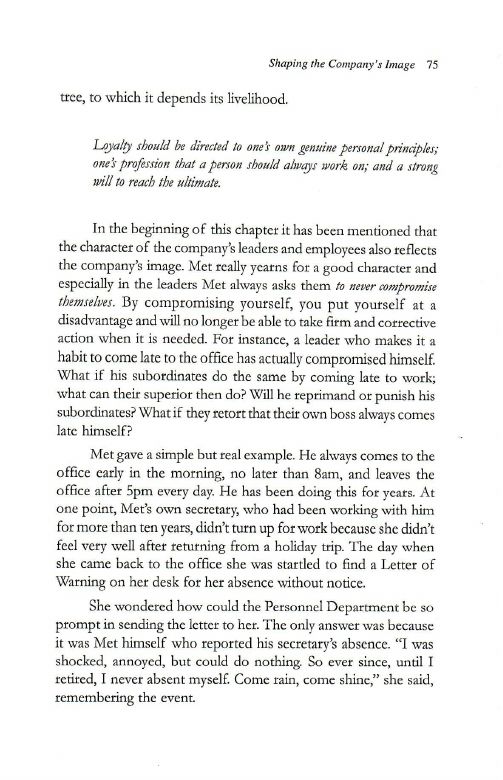 Shaping the Company's Image 75
tree, to which it depends its livelihood.
Loyalty should be directed to one's own genuine personal principles;
one's profession that a person should always work on; and a strong
will to reach the ultimate.
In the beginning of this chapter it has been mentioned that
the character of the company's leaders and employees also reflects
the company's image. Met really yearns for a good character and
especially in the leaders Met always asks them to never compromise
themselves. By compromising yourself, you put yourself at a
disadvantage and will no longer be able to take firm and corrective
action when it is needed. For instance, a leader who makes it a
habit to come late to the office has actually compromised himself.
What if his subordinates do the same by coming late to work;
what can their superior then do? Will he reprimand or punish his
subordinates? What if they retort that their own boss always comes
late himself?
Met gave a simple but real example. He always comes to the
office early in the morning, no later than 8am, and leaves the
office after 5pm every day. He has been doing this for years. At
one point, Met's own secretary, who had been working with him
for more than ten years, didn't turn up for work because she didn't
feel very well after returning from a holiday trip. The day when
she came back to the office she was startled to find a Letter of
Warning on her desk for her absence without notice.
She wondered how could the Personnel Department be so
prompt in sending the letter to her. The only answer was because
it was Met himself who reported his secretary's absence. "I was
shocked, annoyed, but could do nothing. So ever since, until I
retired, I never absent myself. Come rain, come shine," she said,
remembering the event.